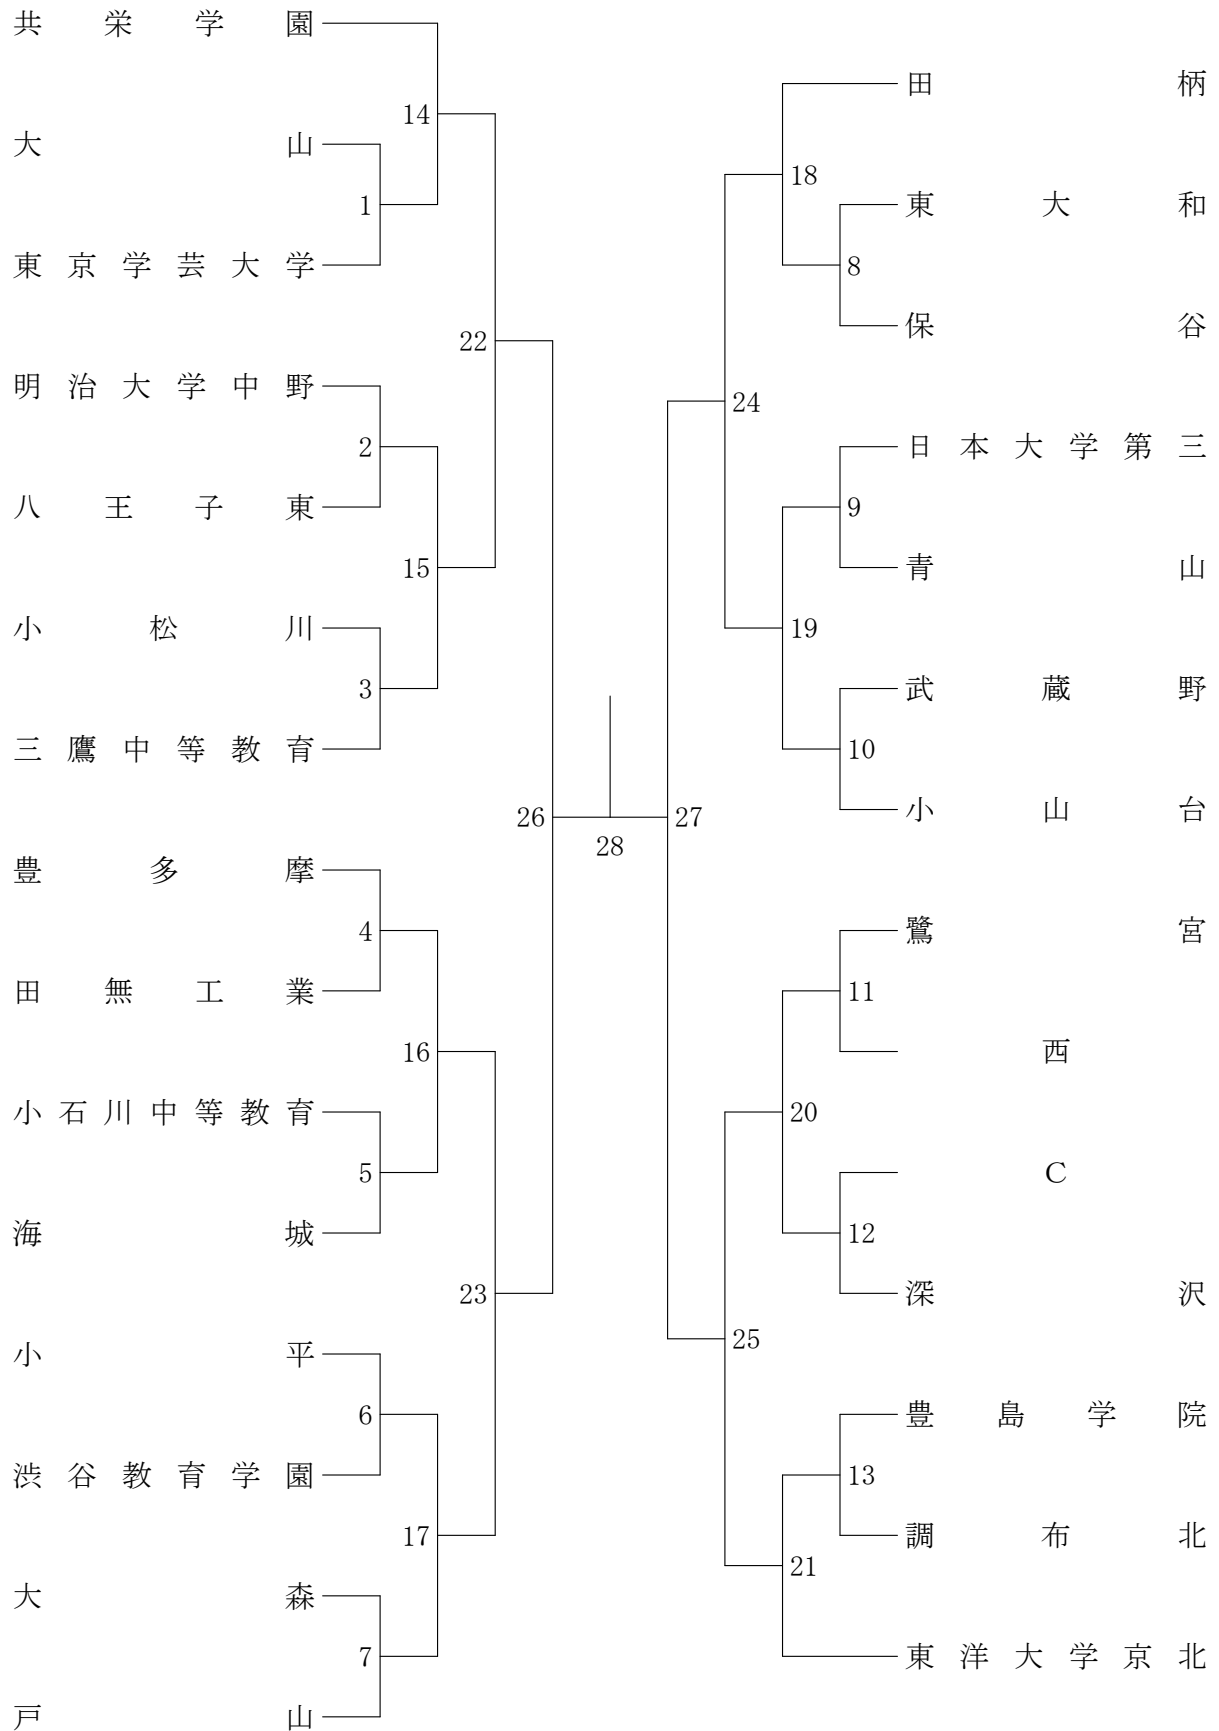 共栄学園
14
大山
1
東京学芸大学
22
明治大学中野
2
八王子東
15
小松川
3
三鷹中等教育
26
豊多摩
4
田無工業
16
小石川中等教育
5
海城
23
小平
6
渋谷教育学園
17
大森
7
戸山
28
田柄
18
東大和
8
保谷
24
日本大学第三
9
青山
19
武蔵野
10
小山台
27
鷺宮
11
西
20
C
12
深沢
25
豊島学院
13
調布北
21
東洋大学京北